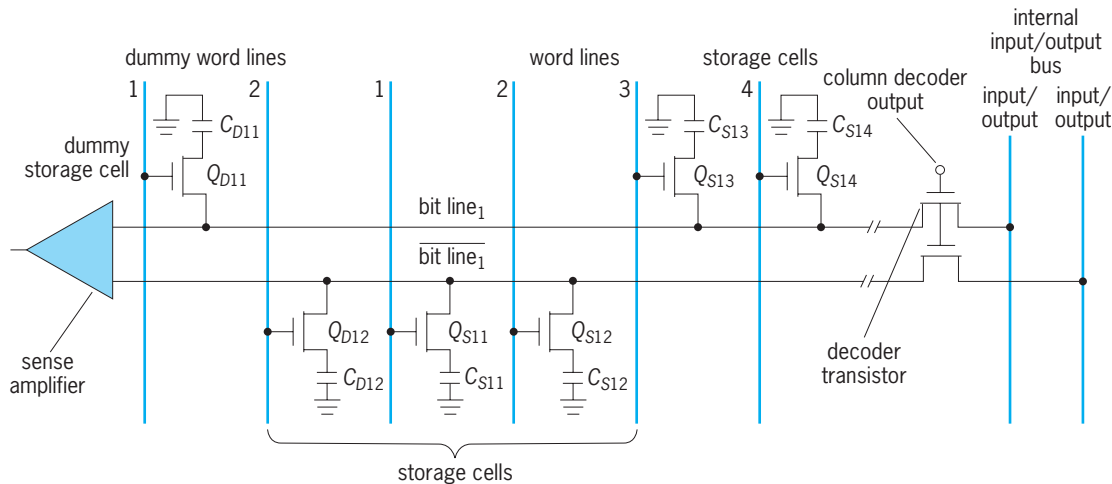 dummy word lines
word lines
storage cells
internal
input/output
bus
column decoder
output
input/
output
input/
output
1
2
1
2
3
4
C_D11
C_S13
C_S14
dummy
storage cell
Q_D11
Q_S13
Q_S14
bit line₁
bit line₁
Q_D12
Q_S11
Q_S12
C_D12
C_S11
C_S12
sense
amplifier
decoder
transistor
storage cells